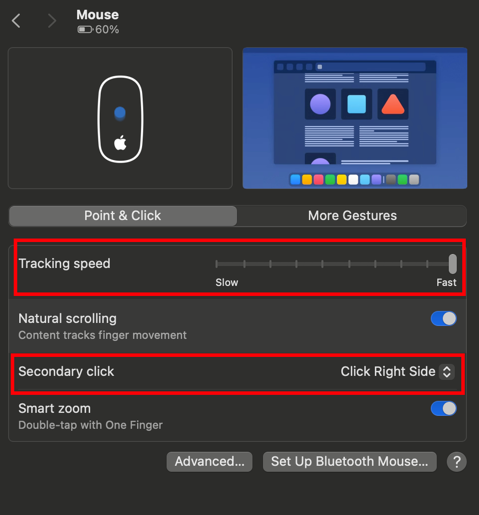 Mouse
60%
Point & Click
More Gestures
Tracking speed
Slow
Fast
Natural scrolling
Content tracks finger movement
Secondary click
Click Right Side
Smart zoom
Double-tap with One Finger
Advanced...
Set Up Bluetooth Mouse...
?